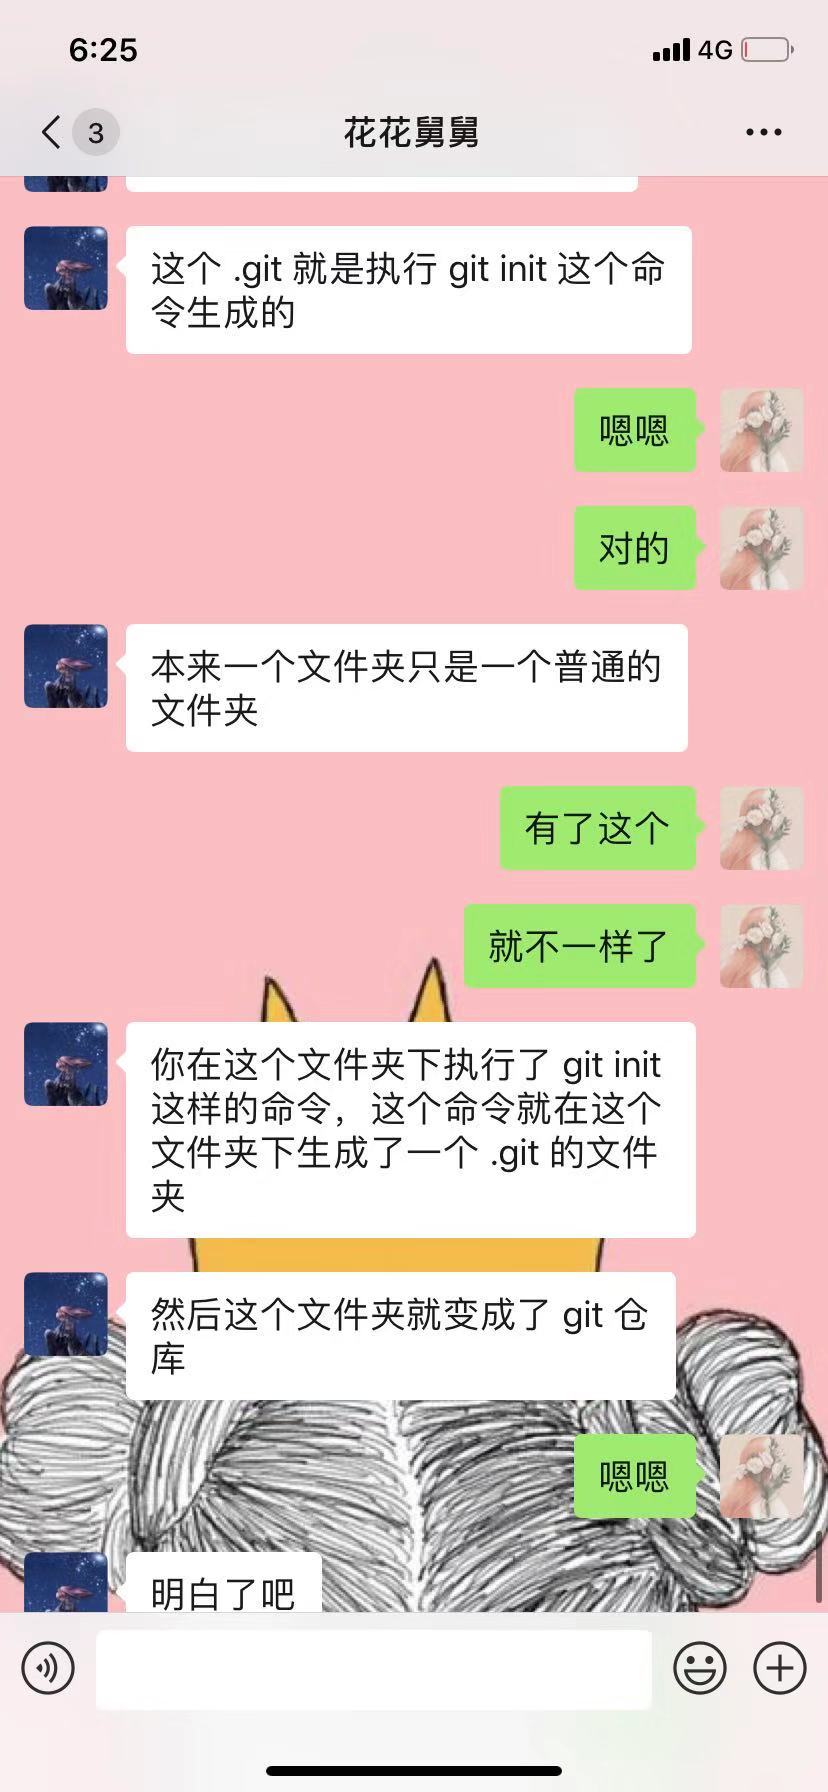 6:25
4G
3
花花舅舅
这个 .git 就是执行 git init 这个命
令生成的
嗯嗯
对的
本来一个文件夹只是一个普通的
文件夹
有了这个
就不一样了
你在这个文件夹下执行了 git init
这样的命令，这个命令就在这个
文件夹下生成了一个 .git 的文件
夹
然后这个文件夹就变成了 git 仓
库
嗯嗯
明白了吧